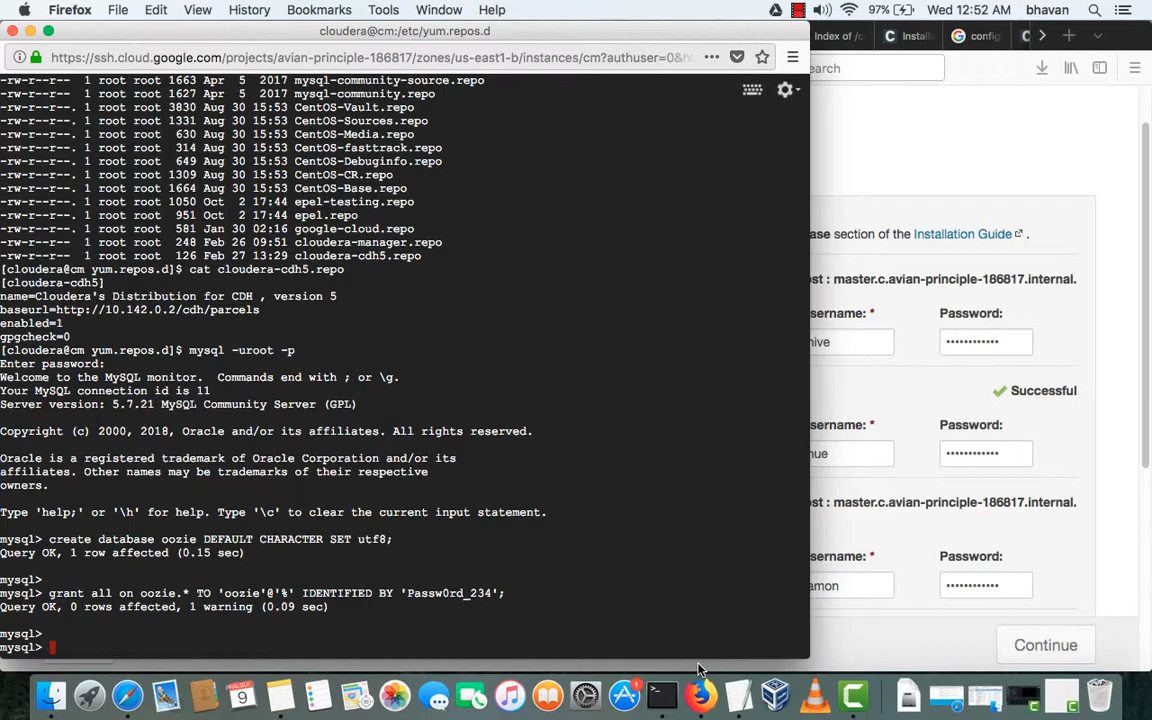 Firefox File Edit View History Bookmarks Tools Window Help 97% Wed 12:52 AM bhavan
cloudera@cm:/etc/yum.repos.d
Index of /c Install config
https://ssh.cloud.google.com/projects/avian-principle-186817/zones/us-east1-b/instances/cm?authuser=0&h
earch
-rw-r--r-- 1 root root 1663 Apr 5 2017 mysql-community-source.repo
-rw-r--r-- 1 root root 1627 Apr 5 2017 mysql-community.repo
-rw-r--r--. 1 root root 3830 Aug 30 15:53 CentOS-Vault.repo
-rw-r--r--. 1 root root 1331 Aug 30 15:53 CentOS-Sources.repo
-rw-r--r--. 1 root root 630 Aug 30 15:53 CentOS-Media.repo
-rw-r--r--. 1 root root 314 Aug 30 15:53 CentOS-fasttrack.repo
-rw-r--r--. 1 root root 649 Aug 30 15:53 CentOS-Debuginfo.repo
-rw-r--r--. 1 root root 1309 Aug 30 15:53 CentOS-CR.repo
-rw-r--r--. 1 root root 1664 Aug 30 15:53 CentOS-Base.repo
-rw-r--r--. 1 root root 1050 Oct 2 17:44 epel-testing.repo
-rw-r--r--. 1 root root 951 Oct 2 17:44 epel.repo
-rw-r--r--. 1 root root 581 Jan 30 02:16 google-cloud.repo
-rw-r--r--. 1 root root 248 Feb 26 09:51 cloudera-manager.repo
-rw-r--r--. 1 root root 126 Feb 27 13:29 cloudera-cdh5.repo
[cloudera@cm yum.repos.d]$ cat cloudera-cdh5.repo
[cloudera-cdh5]
name=Cloudera's Distribution for CDH , version 5
baseurl=http://10.142.0.2/cdh/parcels
enabled=1
gpgcheck=0
[cloudera@cm yum.repos.d]$ mysql -uroot -p
Enter password:
Welcome to the MySQL monitor. Commands end with ; or \g.
Your MySQL connection id is 11
Server version: 5.7.21 MySQL Community Server (GPL)
Copyright (c) 2000, 2018, Oracle and/or its affiliates. All rights reserved.
Oracle is a registered trademark of Oracle Corporation and/or its
affiliates. Other names may be trademarks of their respective
owners.
Type 'help;' or '\h' for help. Type '\c' to clear the current input statement.
mysql> create database oozie DEFAULT CHARACTER SET utf8;
Query OK, 1 row affected (0.15 sec)
mysql>
mysql> grant all on oozie.* TO 'oozie'@'%' IDENTIFIED BY 'Passw0rd_234';
Query OK, 0 rows affected, 1 warning (0.09 sec)
mysql>
mysql>
ase section of the Installation Guide .
ost : master.c.avian-principle-186817.internal.
sername: * Password:
hive ••••••••••••
Successful
sername: * Password:
nue ••••••••••••
ost : master.c.avian-principle-186817.internal.
sername: * Password:
amon ••••••••••••
Continue